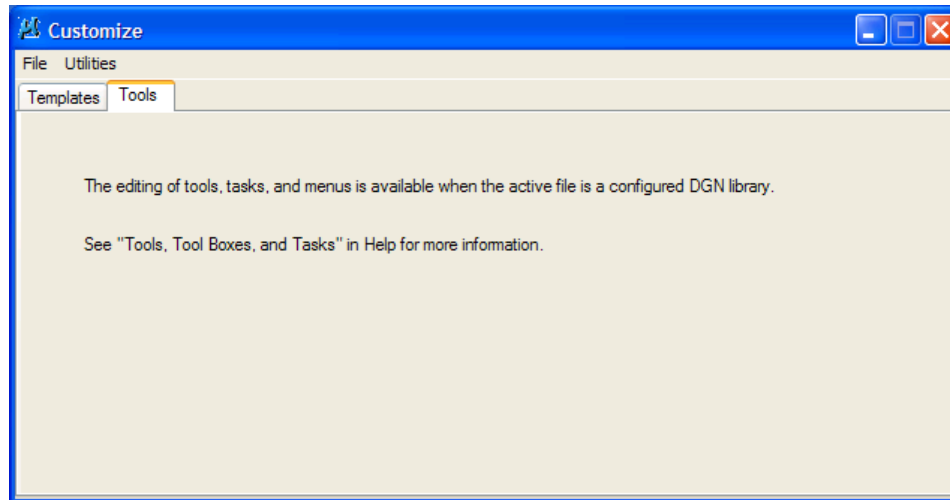 Customize
File Utilities
Templates Tools
The editing of tools, tasks, and menus is available when the active file is a configured DGN library.
See "Tools, Tool Boxes, and Tasks" in Help for more information.